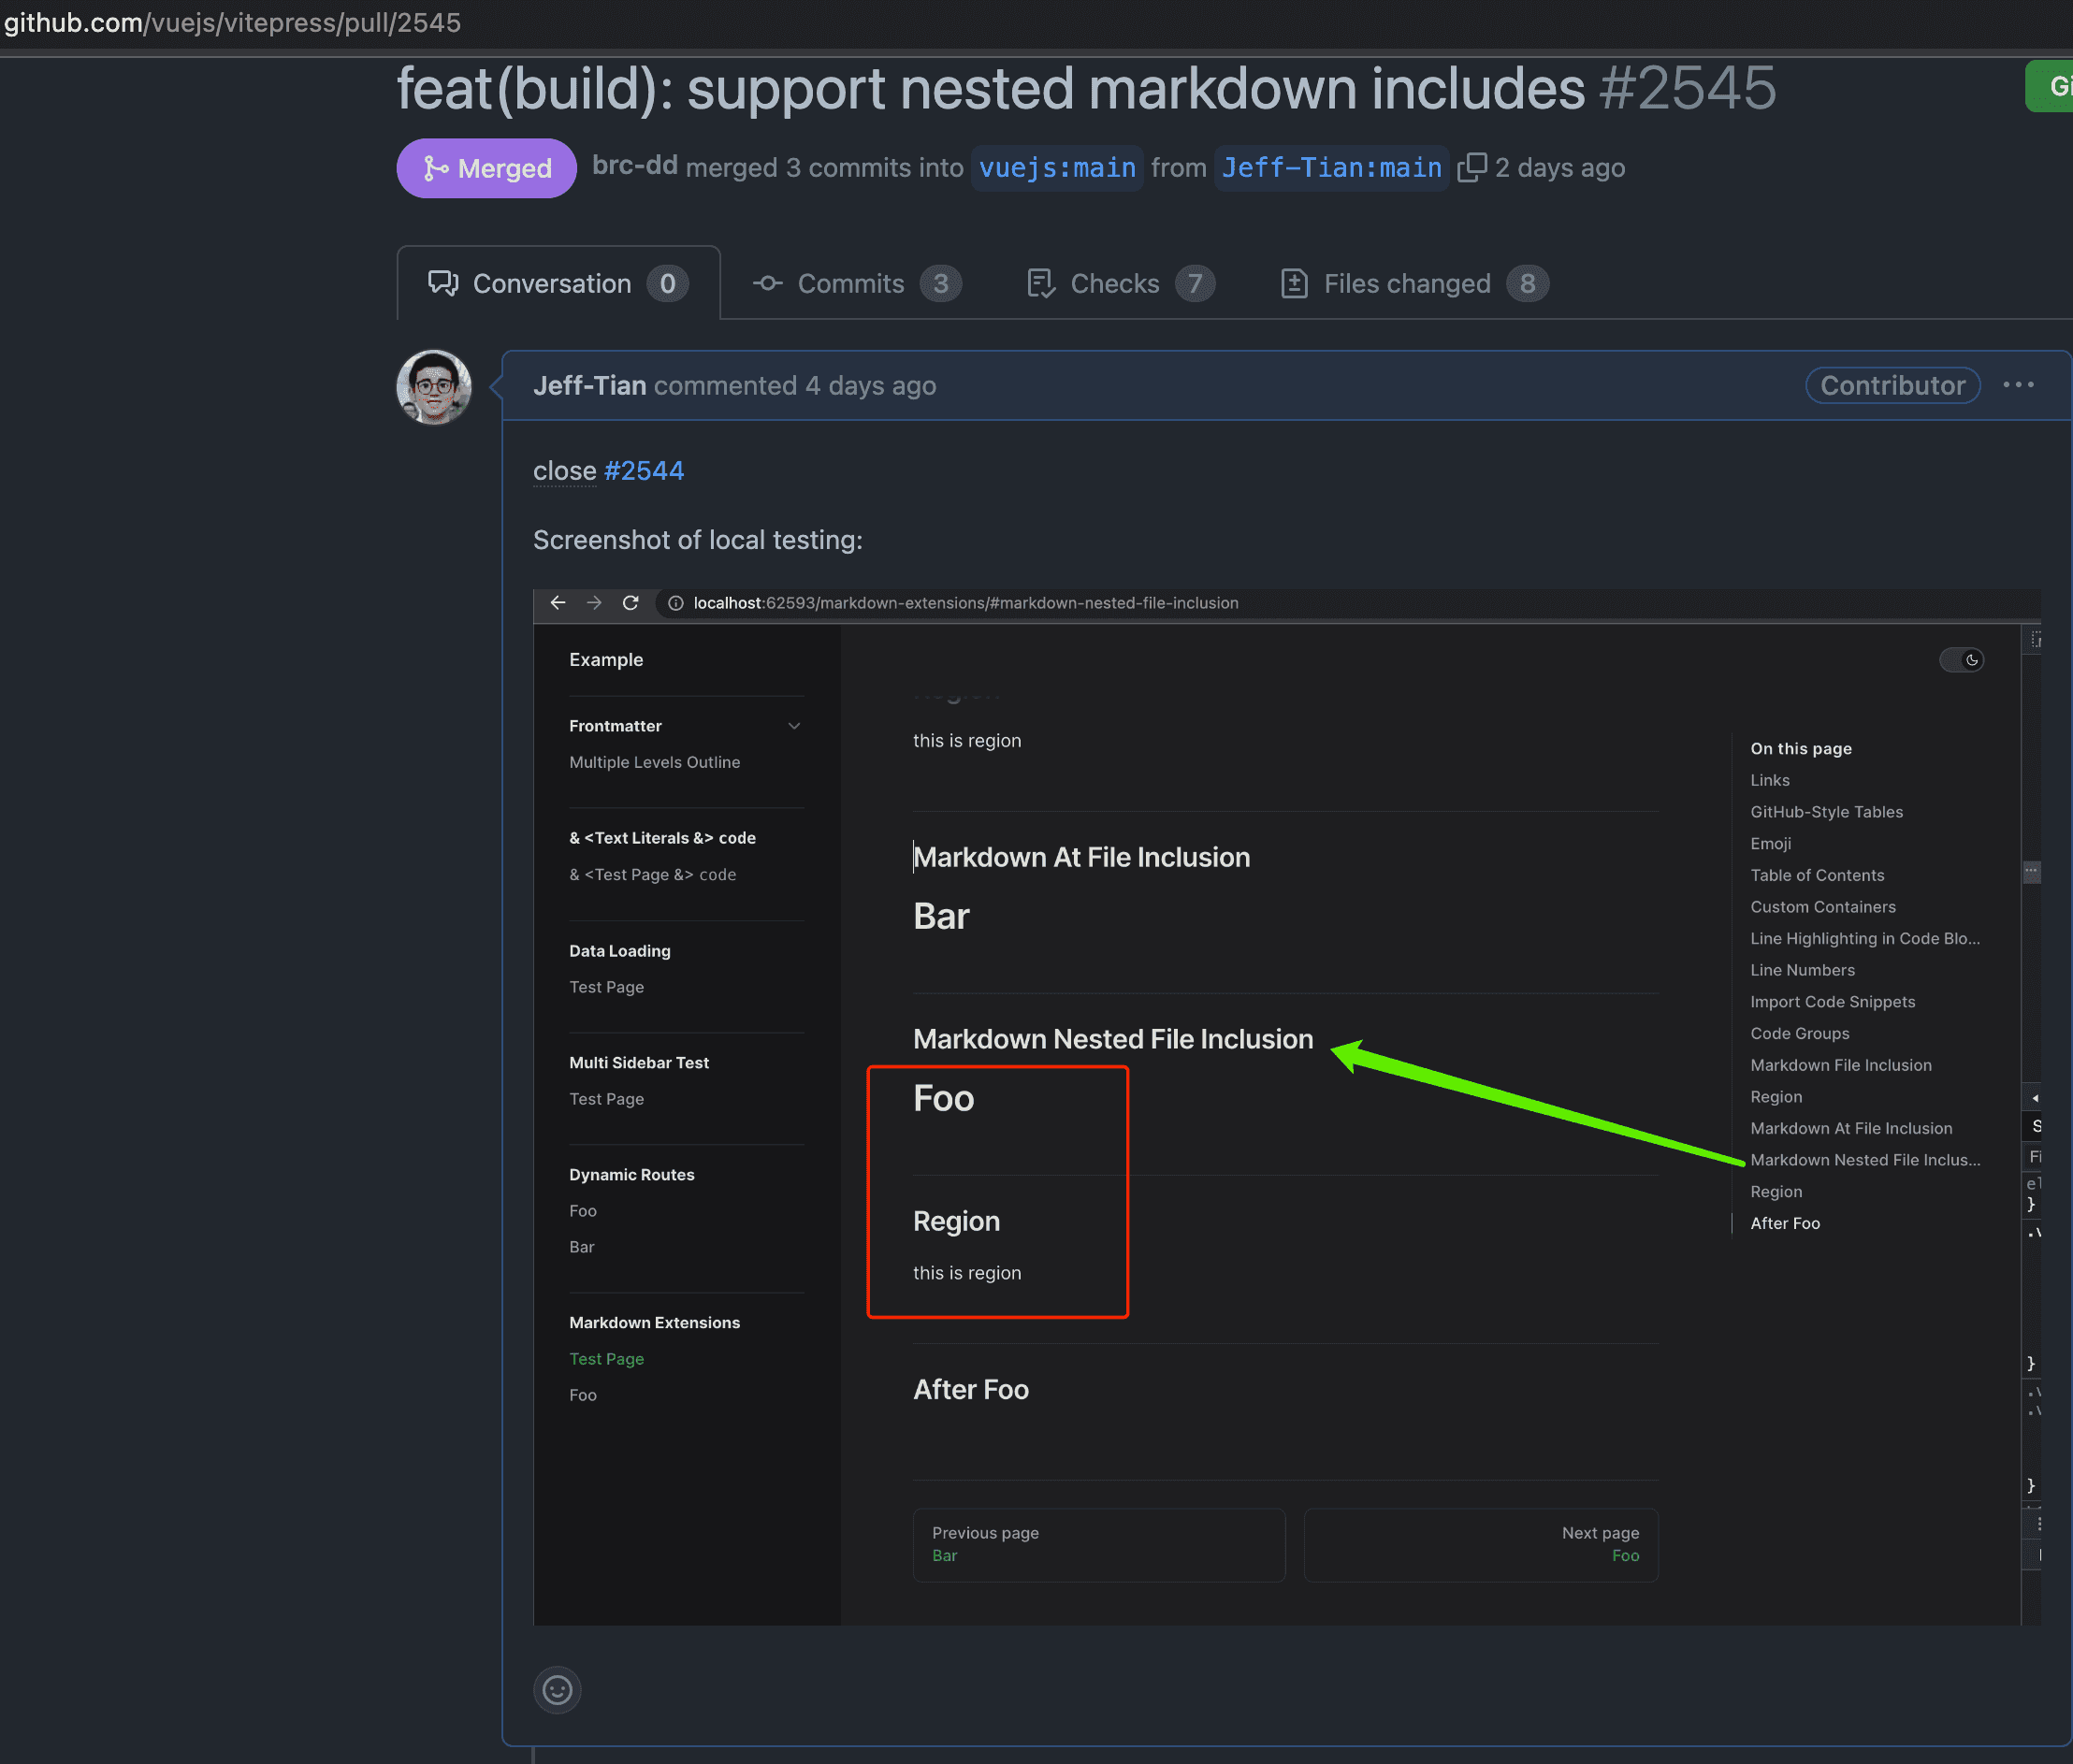 github.com/vuejs/vitepress/pull/2545
feat(build): support nested markdown includes #2545
Merged brc-dd merged 3 commits into vuejs:main from Jeff-Tian:main 2 days ago
Conversation 0 Commits 3 Checks 7 Files changed 8
Jeff-Tian commented 4 days ago Contributor ...
close #2544
Screenshot of local testing:
localhost:62593/markdown-extensions/#markdown-nested-file-inclusion
Example
Frontmatter
Multiple Levels Outline
& <Text Literals &> code
& <Test Page &> code
Data Loading
Test Page
Multi Sidebar Test
Test Page
Dynamic Routes
Foo
Bar
Markdown Extensions
Test Page
Foo
this is region
Markdown At File Inclusion
Bar
Markdown Nested File Inclusion
Foo
Region
this is region
After Foo
Previous page
Bar
Next page
Foo
On this page
Links
GitHub-Style Tables
Emoji
Table of Contents
Custom Containers
Line Highlighting in Code Blo...
Line Numbers
Import Code Snippets
Code Groups
Markdown File Inclusion
Region
Markdown At File Inclusion
Markdown Nested File Inclus...
Region
After Foo